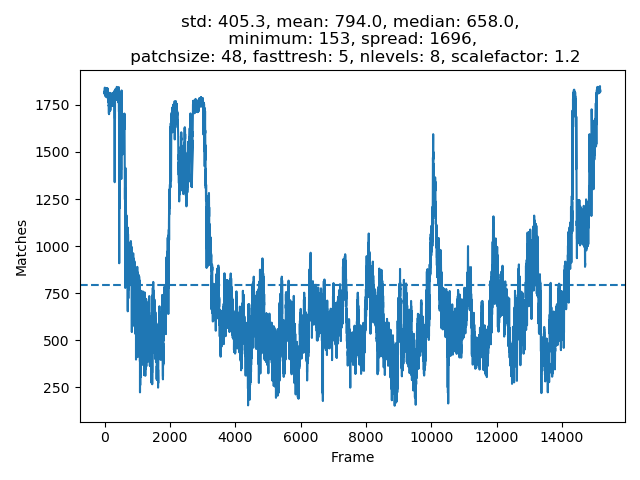 std: 405.3, mean: 794.0, median: 658.0,
minimum: 153, spread: 1696,
patchsize: 48, fasttresh: 5, nlevels: 8, scalefactor: 1.2
1750
1500
1250
1000
750
500
250
Matches
0 2000 4000 6000 8000 10000 12000 14000
Frame